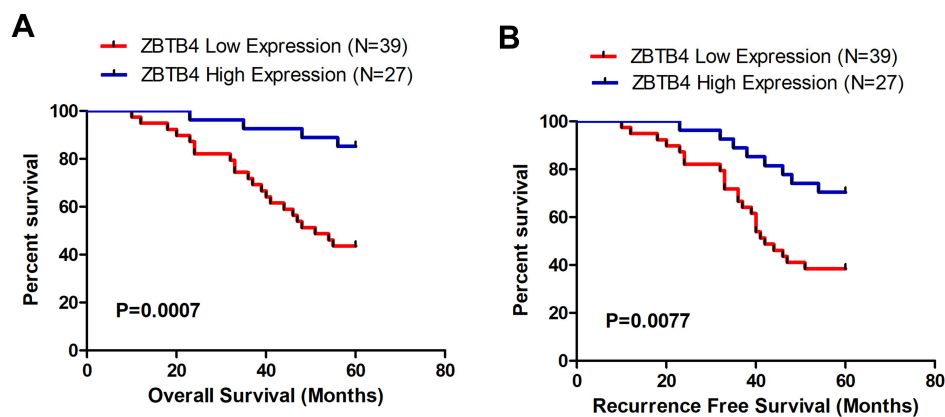 A
ZBTB4 Low Expression (N=39)
ZBTB4 High Expression (N=27)
Percent survival
100
80
60
40
20
0
P=0.0007
0 20 40 60 80
Overall Survival (Months)
B
ZBTB4 Low Expression (N=39)
ZBTB4 High Expression (N=27)
Percent survival
100
80
60
40
20
0
P=0.0077
0 20 40 60 80
Recurrence Free Survival (Months)